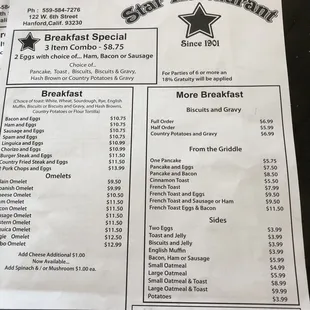 Ph : 559-584-7276
122 W. 6th Street
Hanford,Calif. 93230
Star Restaurant
Since 1901
Breakfast Special
3 Item Combo - $8.75
2 Eggs with choice of... Ham, Bacon or Sausage
Choice of...
Pancake, Toast , Biscuits, Biscuits & Gravy,
Hash Brown or Country Potatoes & Gravy
For Parties of 6 or more an
18% Gratuity will be applied
Breakfast
(Choice of toast: White, Wheat, Sourdough, Rye, English
Muffin, Biscuits or Biscuits and Gravy, Hash Browns, Country
Potatoes or Flour Tortilla)
Bacon and Eggs $10.75
Ham and Eggs $10.75
Sausage and Eggs $10.75
Spam and Eggs $10.75
Linguica and Eggs $10.99
Chorizo and Eggs $10.99
Burger Steak and Eggs $11.50
Country Fried Steak and Eggs $11.50
Pork Chops and Eggs $13.99
Omelets
Plain Omelet $9.50
Spanish Omelet $9.99
Cheese Omelet $10.50
Ham Omelet $11.50
Bacon Omelet $11.50
Sausage Omelet $11.50
Western Omelet $11.50
Linguica Omelet $11.50
Veggie Omelet $12.50
Combo Omelet $12.99
Add Cheese Additional $1.00
Now Available...
Add Spinach & / or Mushroom $1.00 ea.
More Breakfast
Biscuits and Gravy
Full Order $6.99
Half Order $5.99
Country Potatoes and Gravy $6.99
From the Griddle
One Pancake $5.75
Pancake and Eggs $7.50
Pancake and Bacon $8.50
Cinnamon Toast $5.50
French Toast $7.99
French Toast and Eggs $9.50
French Toast and Sausage or Ham $9.50
French Toast Eggs & Bacon $11.50
Sides
Two Eggs $3.99
Toast and Jelly $3.99
Biscuits and Jelly $3.99
English Muffin $3.99
Bacon, Ham or Sausage $5.99
Small Oatmeal $4.99
Large Oatmeal $5.99
Small Oatmeal & Toast $8.99
Large Oatmeal & Toast $9.99
Potatoes $3.99